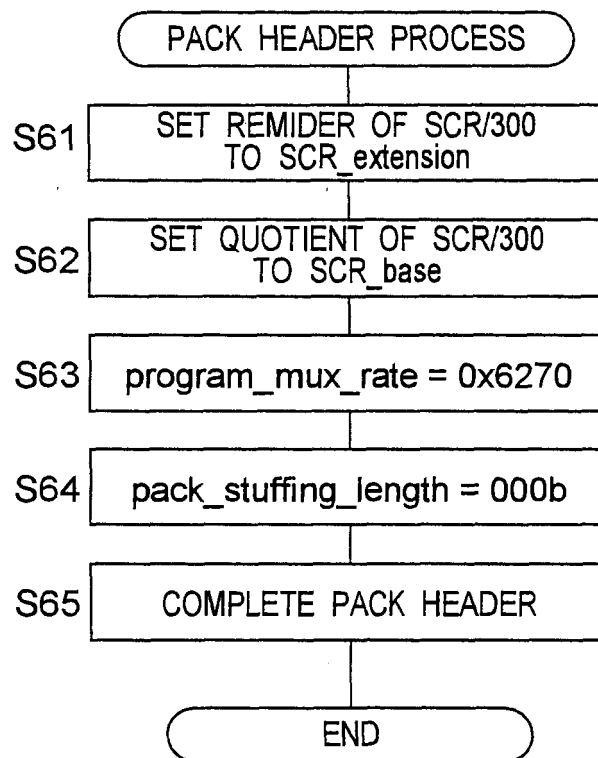 PACK HEADER PROCESS
S61
SET REMIDER OF SCR/300
TO SCR_extension
S62
SET QUOTIENT OF SCR/300
TO SCR_base
S63
program_mux_rate = 0x6270
S64
pack_stuffing_length = 000b
S65
COMPLETE PACK HEADER
END